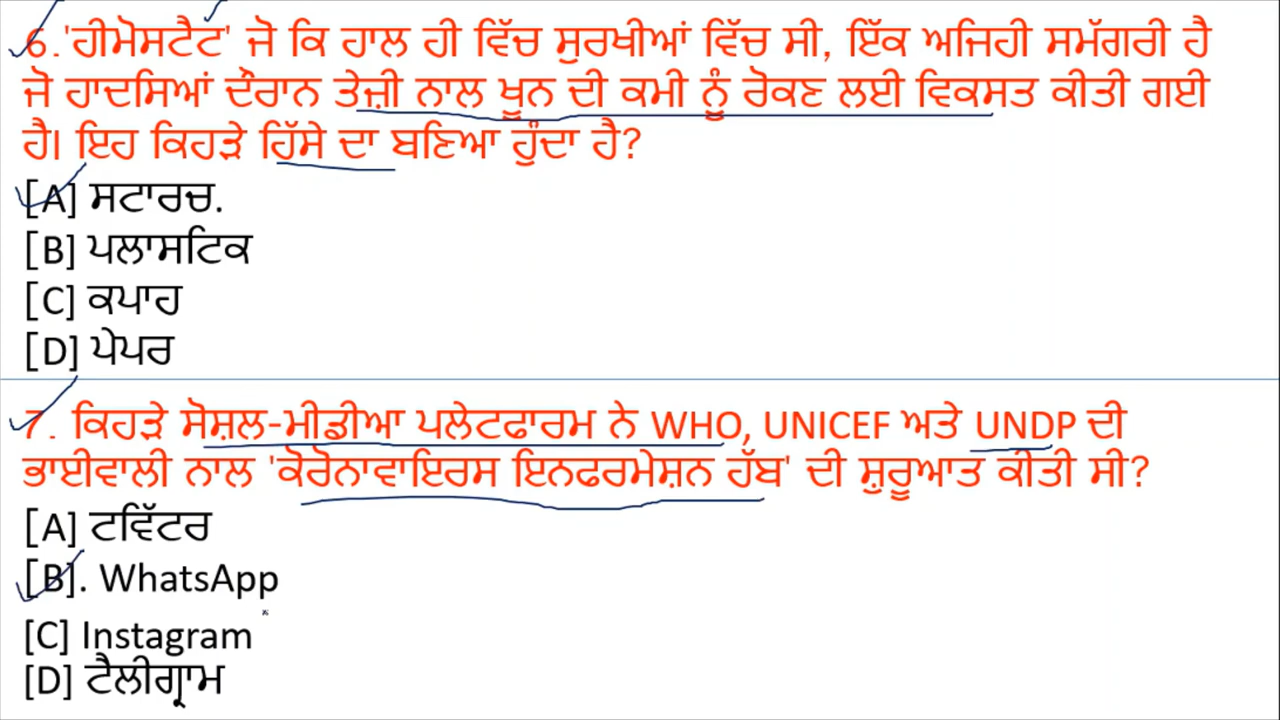 6.'ਹੀਮੋਸਟੈਟ' ਜੋ ਕਿ ਹਾਲ ਹੀ ਵਿੱਚ ਸੁਰਖੀਆਂ ਵਿੱਚ ਸੀ, ਇੱਕ ਅਜਿਹੀ ਸਮੱਗਰੀ ਹੈ
ਜੋ ਹਾਦਸਿਆਂ ਦੌਰਾਨ ਤੇਜ਼ੀ ਨਾਲ ਖੂਨ ਦੀ ਕਮੀ ਨੂੰ ਰੋਕਣ ਲਈ ਵਿਕਸਤ ਕੀਤੀ ਗਈ
ਹੈ। ਇਹ ਕਿਹੜੇ ਹਿੱਸੇ ਦਾ ਬਣਿਆ ਹੁੰਦਾ ਹੈ?
[A] ਸਟਾਰਚ.
[B] ਪਲਾਸਟਿਕ
[C] ਕਪਾਹ
[D] ਪੇਪਰ
7. ਕਿਹੜੇ ਸੋਸ਼ਲ-ਮੀਡੀਆ ਪਲੇਟਫਾਰਮ ਨੇ WHO, UNICEF ਅਤੇ UNDP ਦੀ
ਭਾਈਵਾਲੀ ਨਾਲ 'ਕੋਰੋਨਾਵਾਇਰਸ ਇਨਫਰਮੇਸ਼ਨ ਹੱਬ' ਦੀ ਸ਼ੁਰੂਆਤ ਕੀਤੀ ਸੀ?
[A] ਟਵਿੱਟਰ
[B]. WhatsApp
[C] Instagram
[D] ਟੈਲੀਗ੍ਰਾਮ